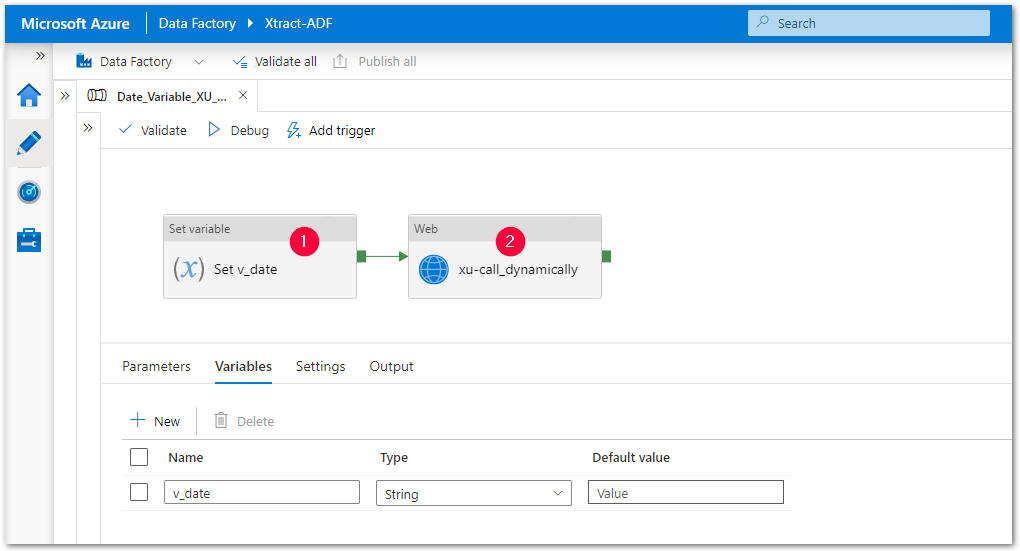 Microsoft Azure Data Factory Xtract-ADF Search
Data Factory Validate all Publish all
Date_Variable_XU_...
Validate Debug Add trigger
Set variable 1 Web 2
(x) Set v_date xu-call_dynamically
Parameters Variables Settings Output
New Delete
Name Type Default value
v_date String Value